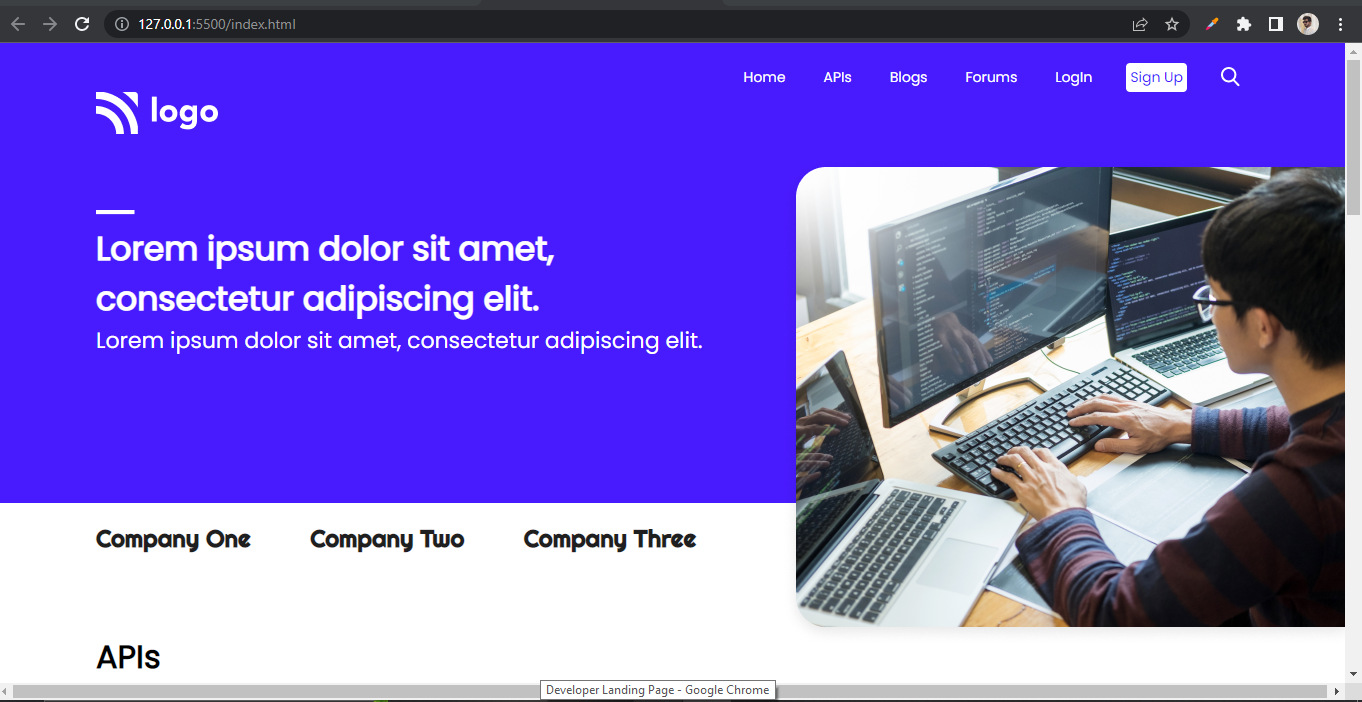 127.0.0.1:5500/index.html
Home APIs Blogs Forums LogIn Sign Up
logo
Lorem ipsum dolor sit amet,
consectetur adipiscing elit.
Lorem ipsum dolor sit amet, consectetur adipiscing elit.
Company One Company Two Company Three
APIs
Developer Landing Page - Google Chrome